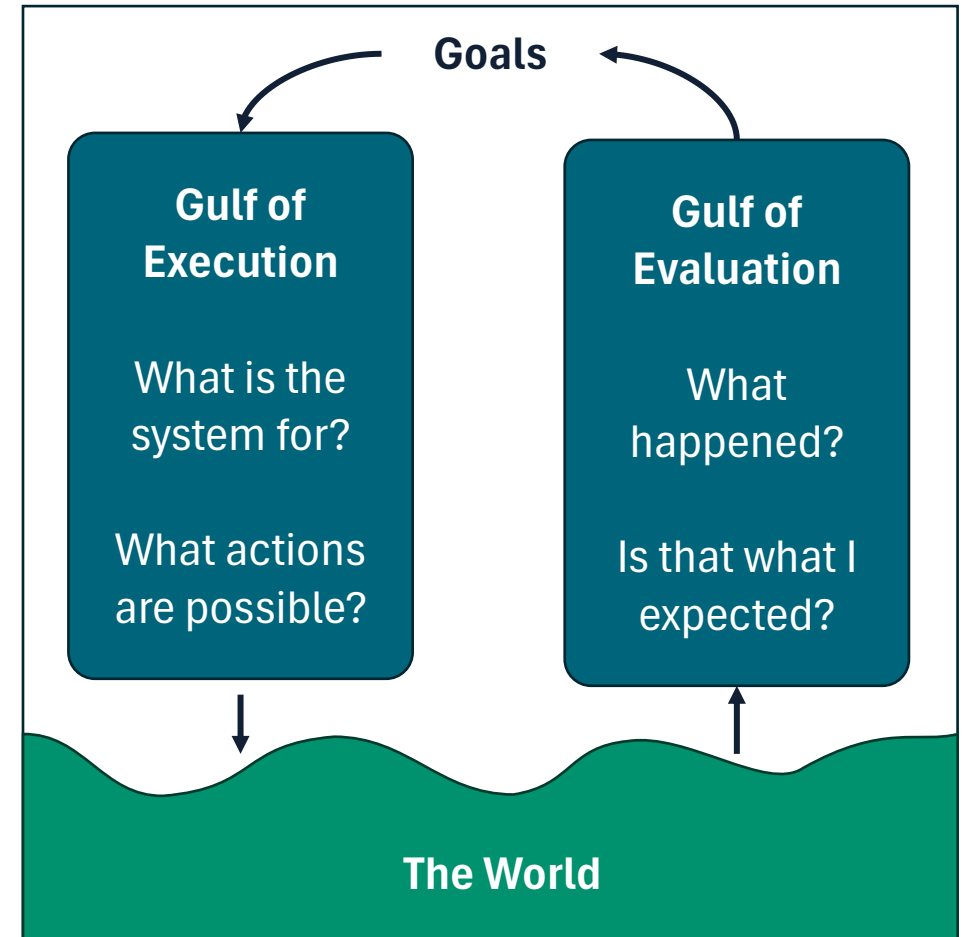 Goals
Gulf of
Execution
What is the
system for?
What actions
are possible?
Gulf of
Evaluation
What
happened?
Is that what I
expected?
The World